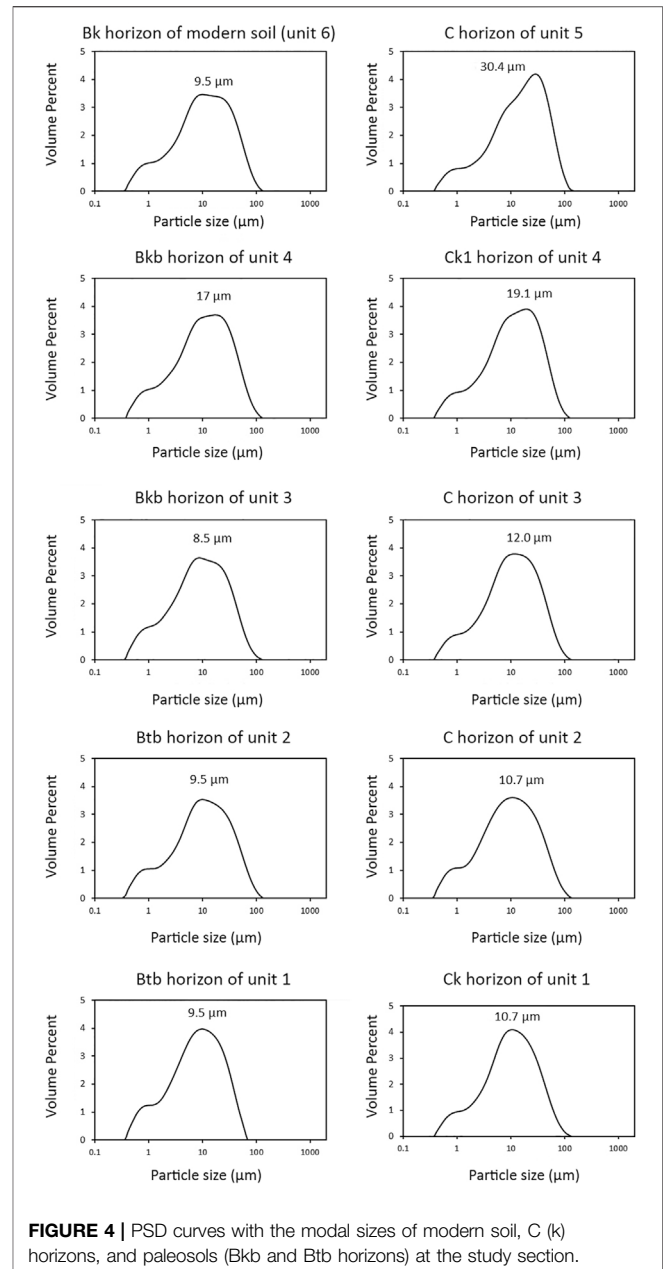 Bk horizon of modern soil (unit 6)
5
4
3
2
1
0
Volume Percent
9.5 µm
0.1 1 10 100 1000
Particle size (µm)
C horizon of unit 5
5
4
3
2
1
0
Volume Percent
30.4 µm
0.1 1 10 100 1000
Particle size (µm)
Bkb horizon of unit 4
5
4
3
2
1
0
Volume Percent
17 µm
0.1 1 10 100 1000
Particle size (µm)
Ck1 horizon of unit 4
5
4
3
2
1
0
Volume Percent
19.1 µm
0.1 1 10 100 1000
Particle size (µm)
Bkb horizon of unit 3
5
4
3
2
1
0
Volume Percent
8.5 µm
0.1 1 10 100 1000
Particle size (µm)
C horizon of unit 3
5
4
3
2
1
0
Volume Percent
12.0 µm
0.1 1 10 100 1000
Particle size (µm)
Btb horizon of unit 2
5
4
3
2
1
0
Volume Percent
9.5 µm
0.1 1 10 100 1000
Particle size (µm)
C horizon of unit 2
5
4
3
2
1
0
Volume Percent
10.7 µm
0.1 1 10 100 1000
Particle size (µm)
Btb horizon of unit 1
5
4
3
2
1
0
Volume Percent
9.5 µm
0.1 1 10 100 1000
Particle size (µm)
Ck horizon of unit 1
5
4
3
2
1
0
Volume Percent
10.7 µm
0.1 1 10 100 1000
Particle size (µm)
FIGURE 4 | PSD curves with the modal sizes of modern soil, C (k)
horizons, and paleosols (Bkb and Btb horizons) at the study section.